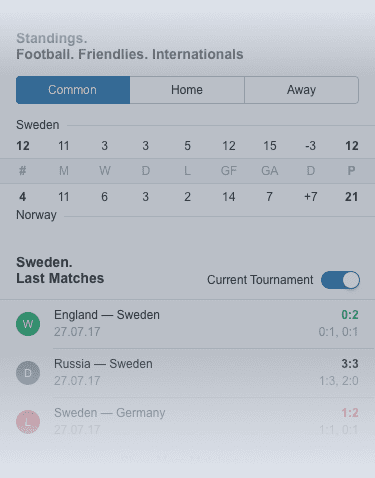 Standings.
Football. Friendlies. Internationals
Common Home Away
Sweden
12 11 3 3 5 12 15 -3 12
# M W D L GF GA D P
4 11 6 3 2 14 7 +7 21
Norway
Sweden.
Last Matches
Current Tournament
W England — Sweden 0:2
27.07.17 0:1, 0:1
D Russia — Sweden 3:3
27.07.17 1:3, 2:0
L Sweden — Germany 1:2
27.07.17 1:1, 0:1